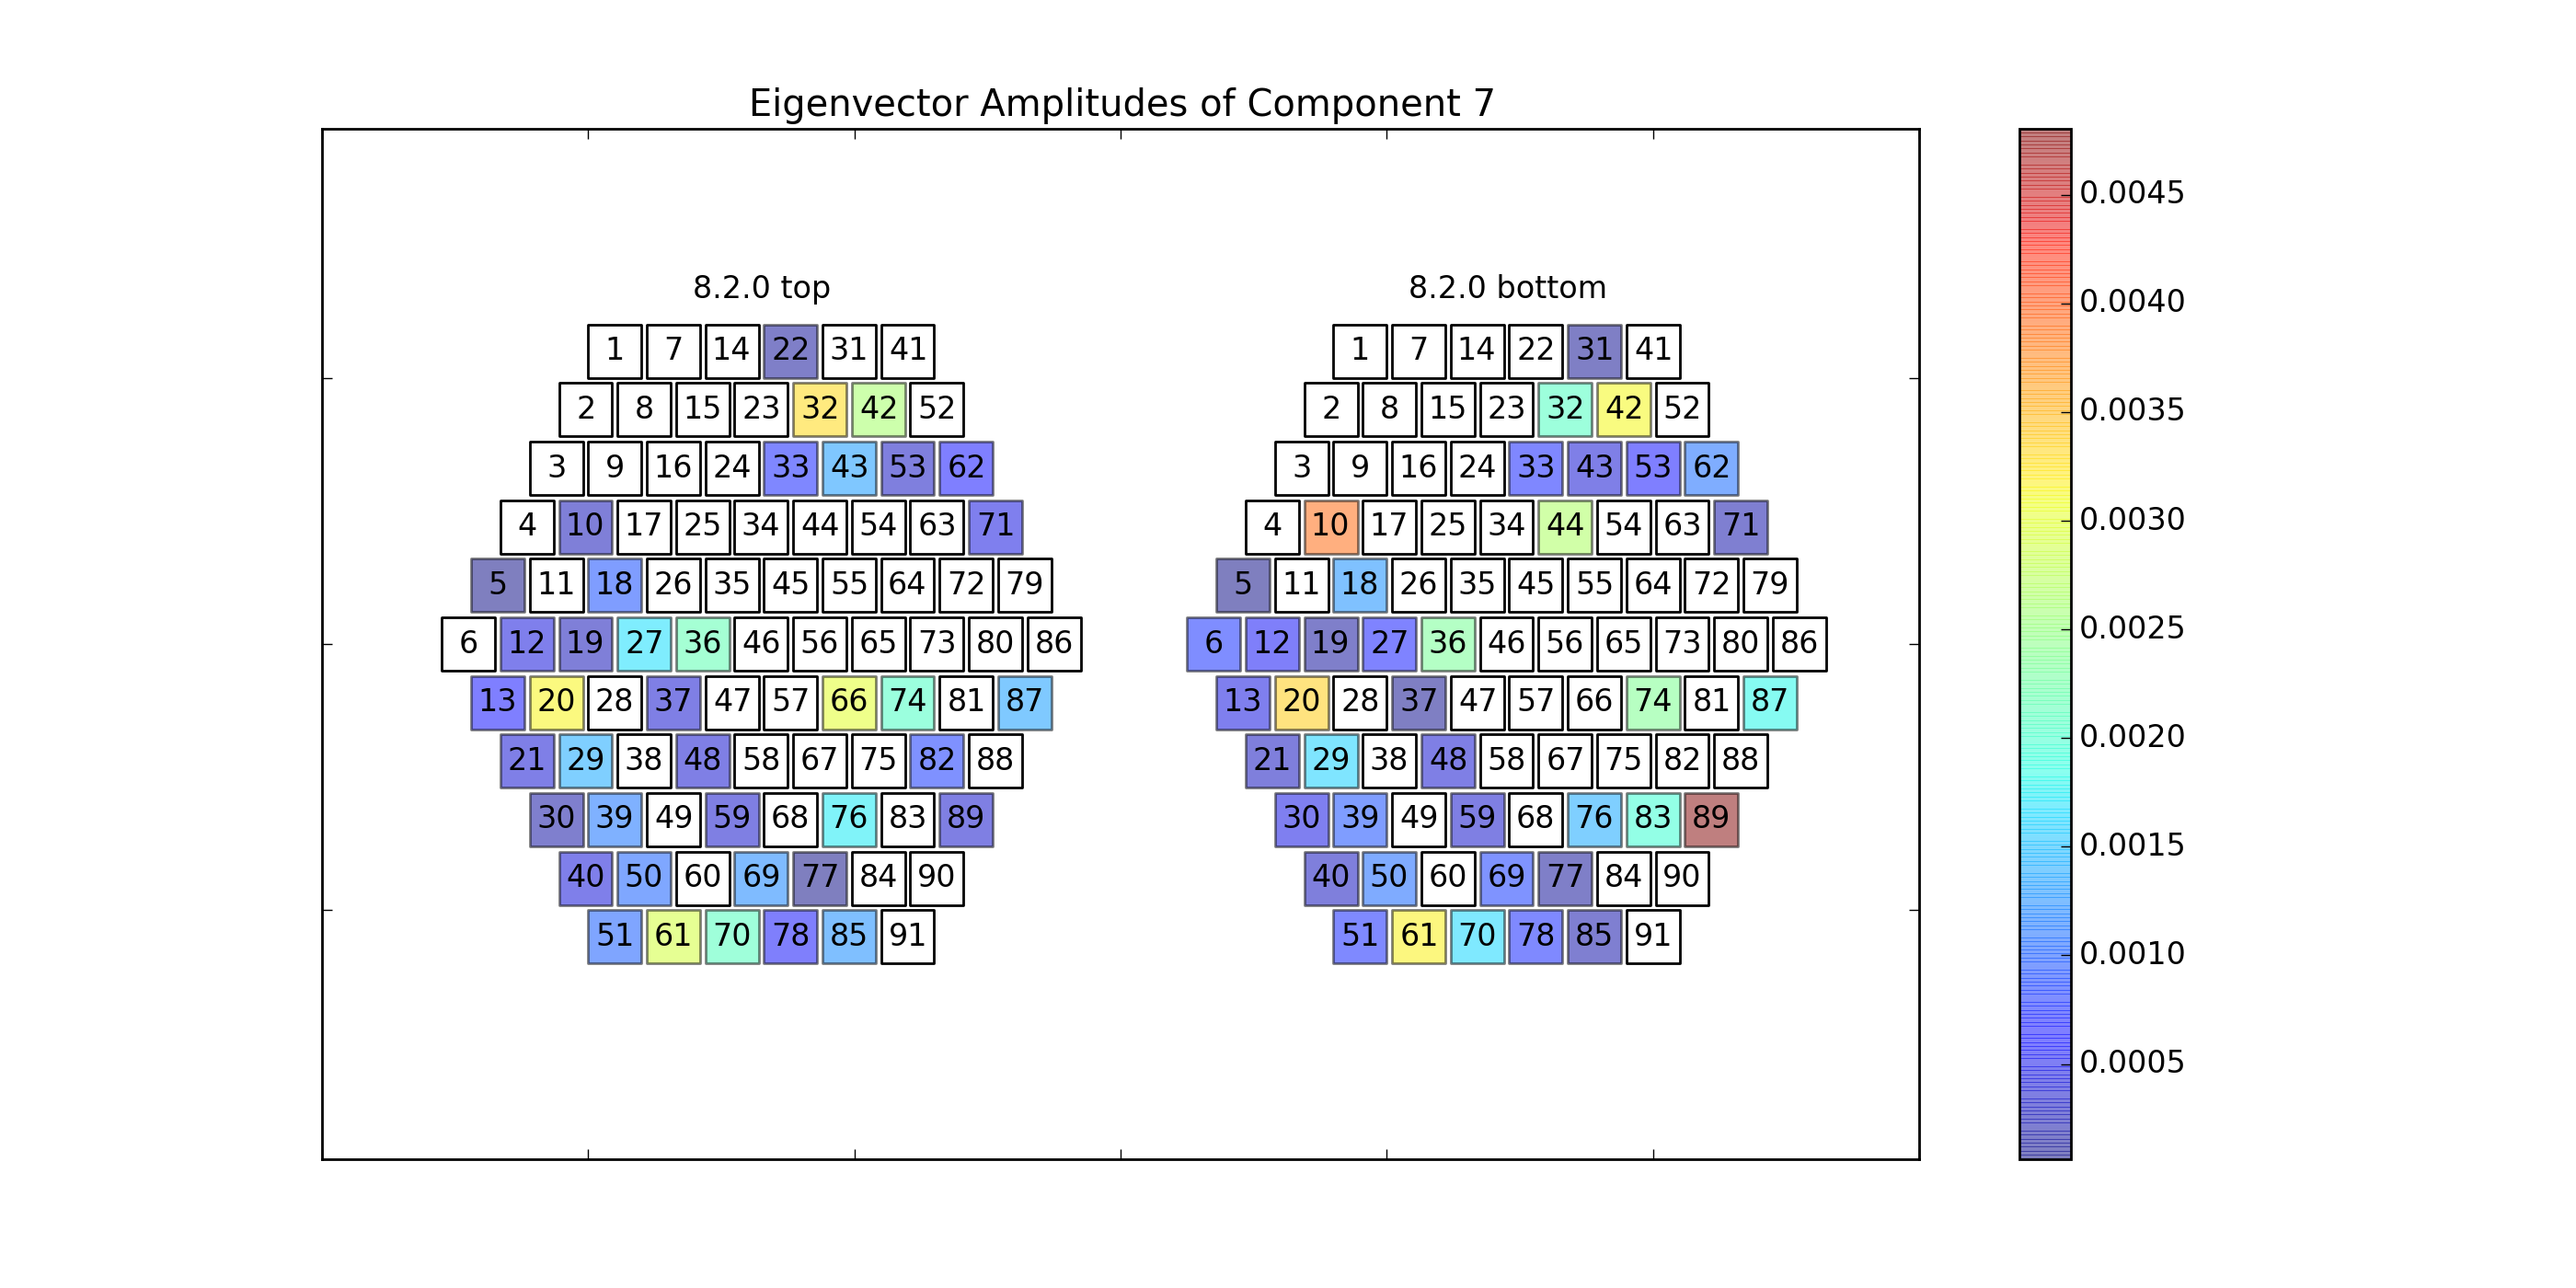 Eigenvector Amplitudes of Component 7
8.2.0 top
1 7 14 22 31 41
2 8 15 23 32 42 52
3 9 16 24 33 43 53 62
4 10 17 25 34 44 54 63 71
5 11 18 26 35 45 55 64 72 79
6 12 19 27 36 46 56 65 73 80 86
13 20 28 37 47 57 66 74 81 87
21 29 38 48 58 67 75 82 88
30 39 49 59 68 76 83 89
40 50 60 69 77 84 90
51 61 70 78 85 91
8.2.0 bottom
1 7 14 22 31 41
2 8 15 23 32 42 52
3 9 16 24 33 43 53 62
4 10 17 25 34 44 54 63 71
5 11 18 26 35 45 55 64 72 79
6 12 19 27 36 46 56 65 73 80 86
13 20 28 37 47 57 66 74 81 87
21 29 38 48 58 67 75 82 88
30 39 49 59 68 76 83 89
40 50 60 69 77 84 90
51 61 70 78 85 91
0.0045
0.0040
0.0035
0.0030
0.0025
0.0020
0.0015
0.0010
0.0005